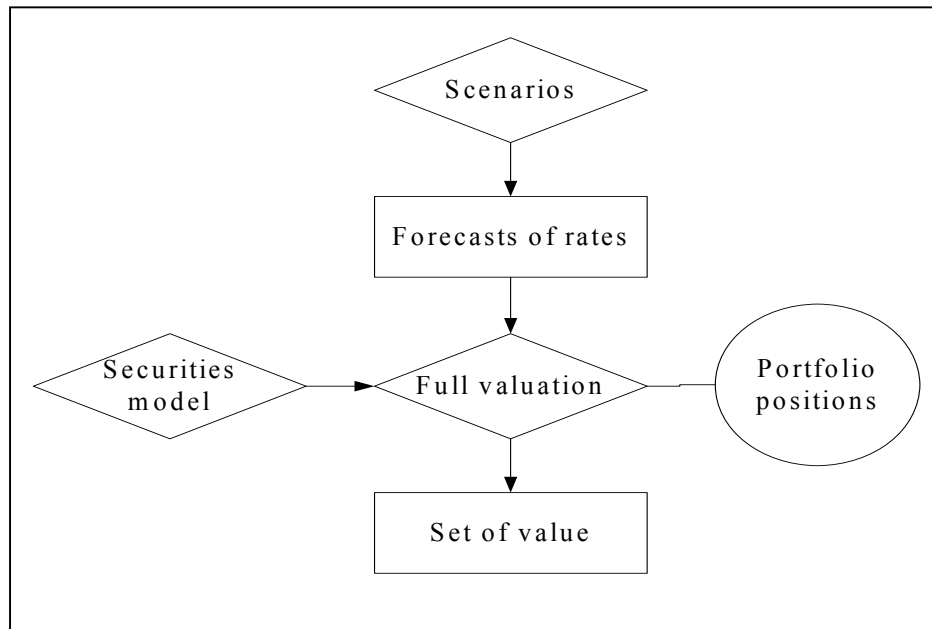 Scenarios
Forecasts of rates
Securities
model
Full valuation
Portfolio
positions
Set of value